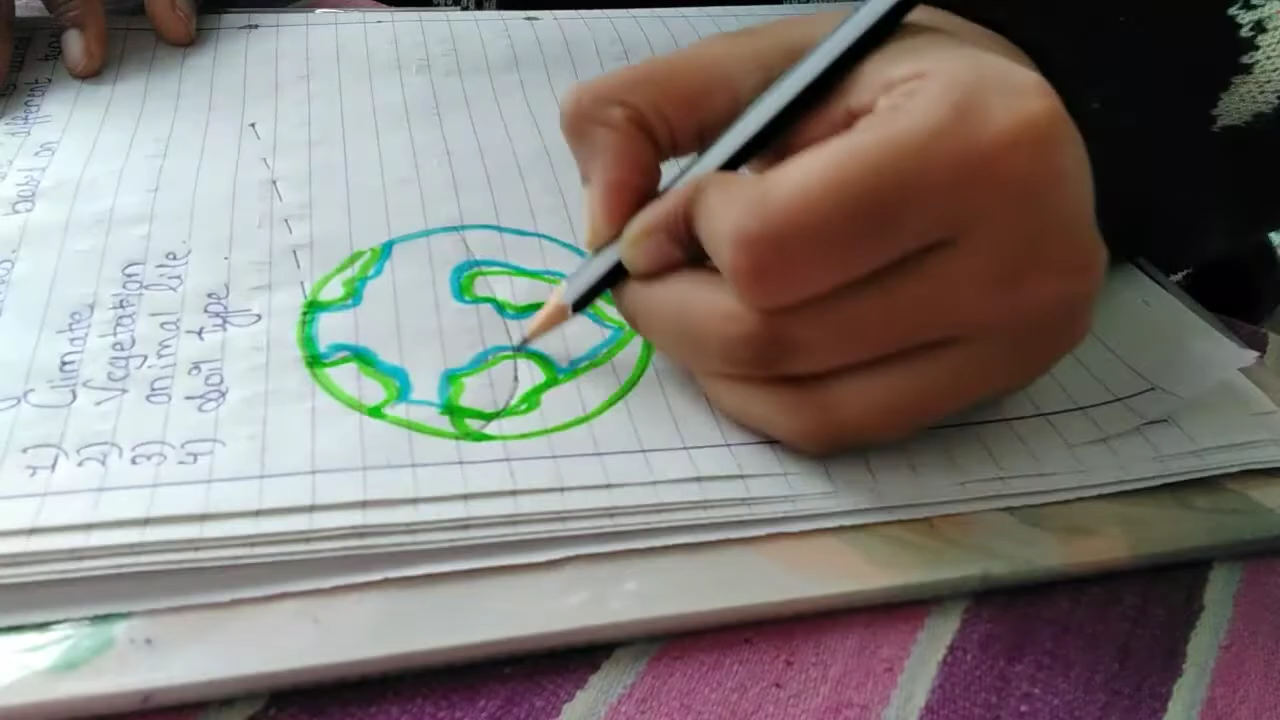 different
based on
1) Climate
2) Vegetation
3) animal life.
4) soil type.